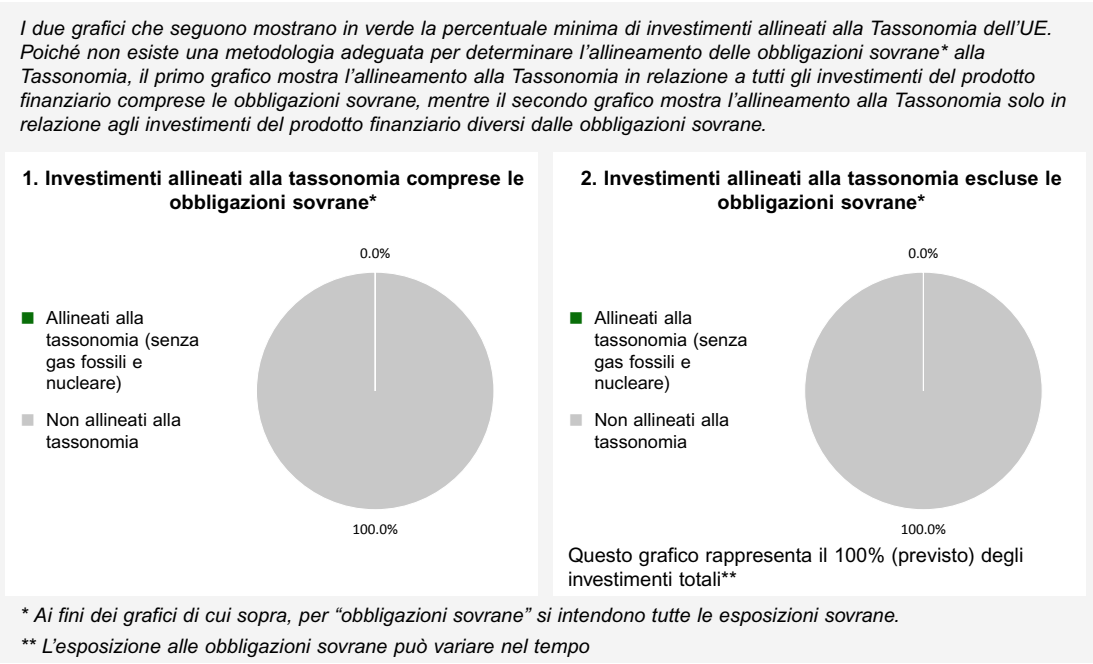 I due grafici che seguono mostrano in verde la percentuale minima di investimenti allineati alla Tassonomia dell’UE.
Poiché non esiste una metodologia adeguata per determinare l’allineamento delle obbligazioni sovrane* alla
Tassonomia, il primo grafico mostra l’allineamento alla Tassonomia in relazione a tutti gli investimenti del prodotto
finanziario comprese le obbligazioni sovrane, mentre il secondo grafico mostra l’allineamento alla Tassonomia solo in
relazione agli investimenti del prodotto finanziario diversi dalle obbligazioni sovrane.
1. Investimenti allineati alla tassonomia comprese le
obbligazioni sovrane*
0.0%
Allineati alla
tassonomia (senza
gas fossili e
nucleare)
Non allineati alla
tassonomia
100.0%
2. Investimenti allineati alla tassonomia escluse le
obbligazioni sovrane*
0.0%
Allineati alla
tassonomia (senza
gas fossili e
nucleare)
Non allineati alla
tassonomia
100.0%
Questo grafico rappresenta il 100% (previsto) degli
investimenti totali**
* Ai fini dei grafici di cui sopra, per “obbligazioni sovrane” si intendono tutte le esposizioni sovrane.
** L’esposizione alle obbligazioni sovrane può variare nel tempo